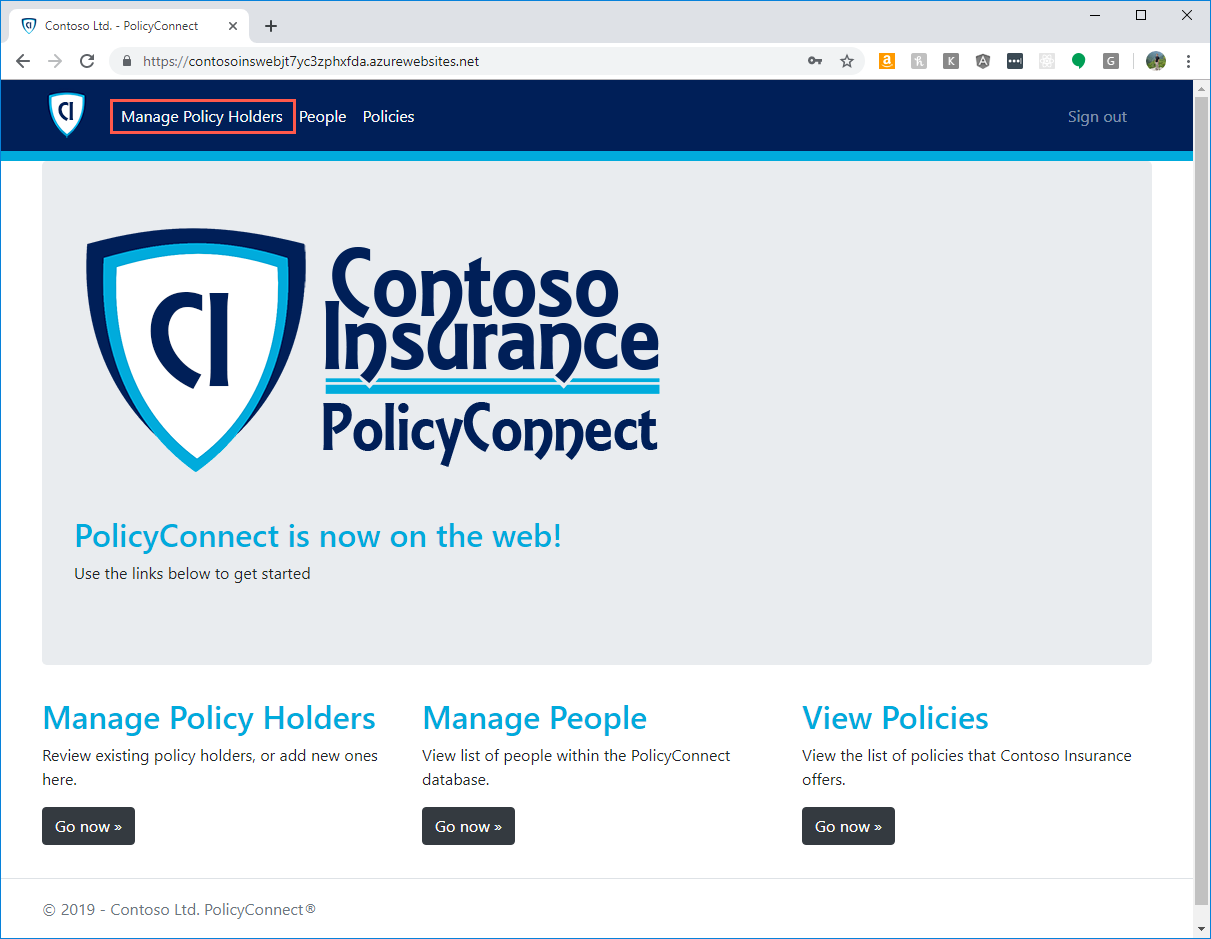 Contoso Ltd. - PolicyConnect
https://contosoinswebjt7yc3zphxfda.azurewebsites.net
a
K
A
G
CI
Manage Policy Holders People Policies
Sign out
CI
Contoso
Insurance
PolicyConnect
PolicyConnect is now on the web!
Use the links below to get started
Manage Policy Holders
Review existing policy holders, or add new ones
here.
Go now »
Manage People
View list of people within the PolicyConnect
database.
Go now »
View Policies
View the list of policies that Contoso Insurance
offers.
Go now »
© 2019 - Contoso Ltd. PolicyConnect®